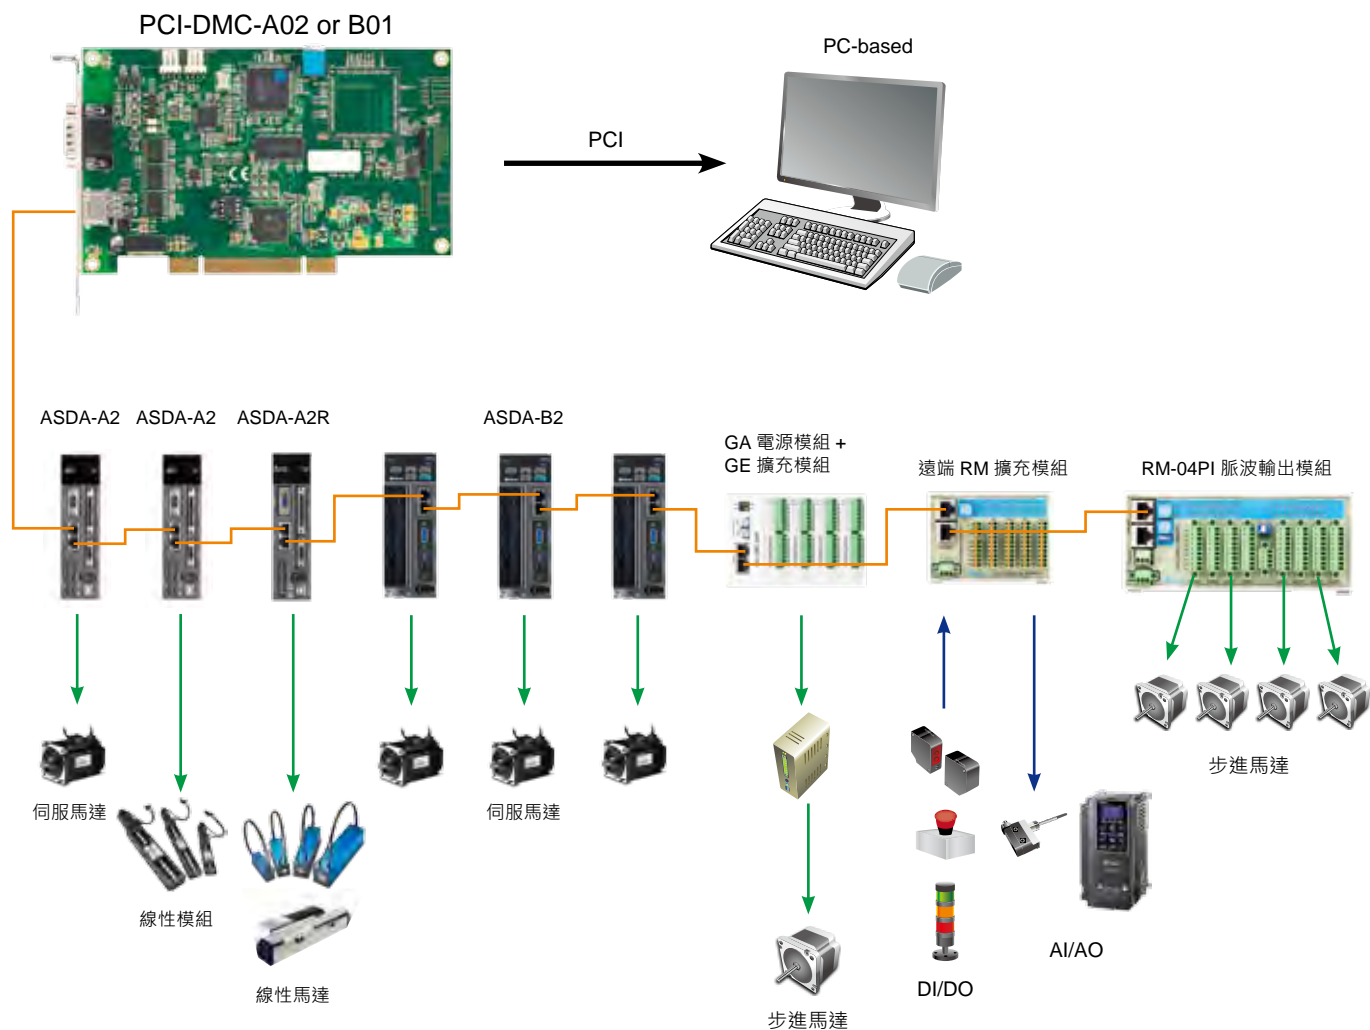 PCI-DMC-A02 or B01
PC-based
PCI
ASDA-A2
ASDA-A2
ASDA-A2R
ASDA-B2
GA 電源模組 +
GE 擴充模組
遠端 RM 擴充模組
RM-04PI 脈波輸出模組
伺服馬達
伺服馬達
步進馬達
線性模組
線性馬達
步進馬達
DI/DO
AI/AO